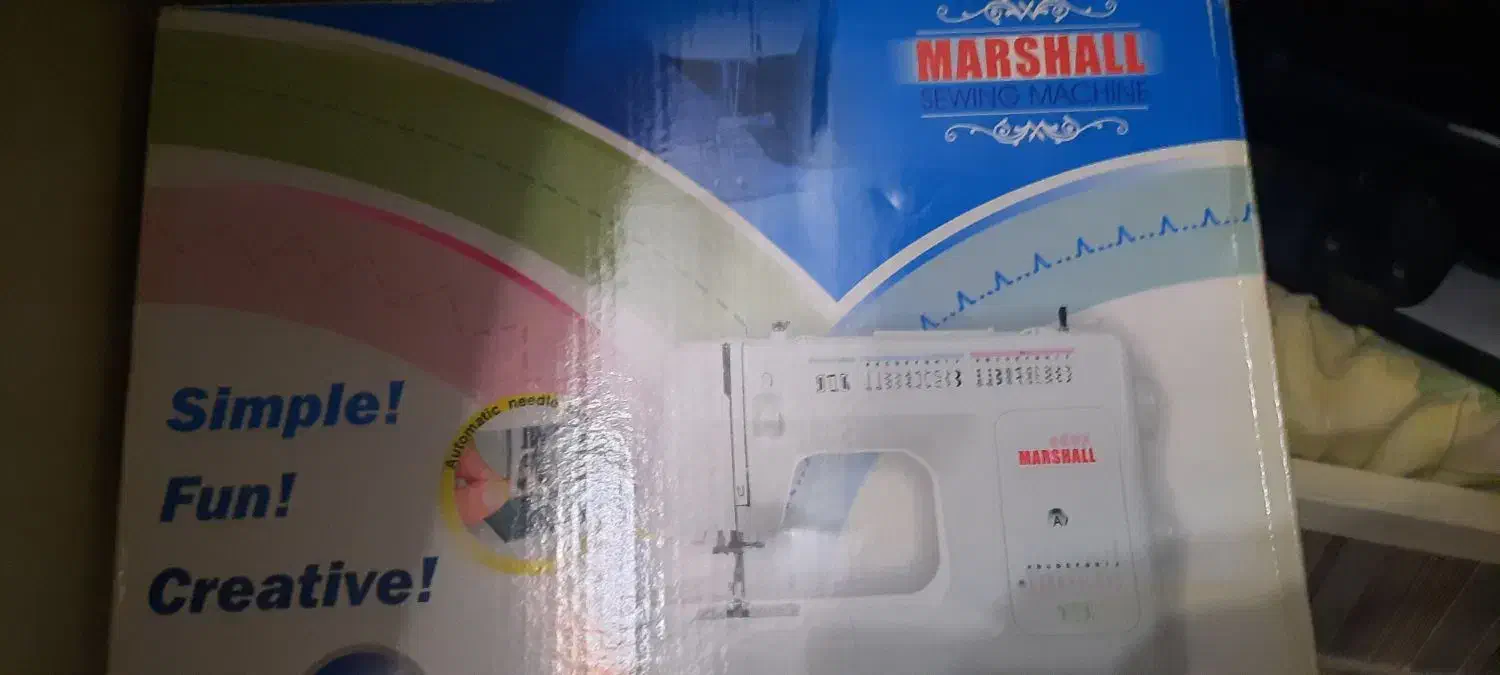 MARSHALL
SEWING MACHINE
Simple!
Fun!
Creative!
Automatic needle
MARSHALL
A